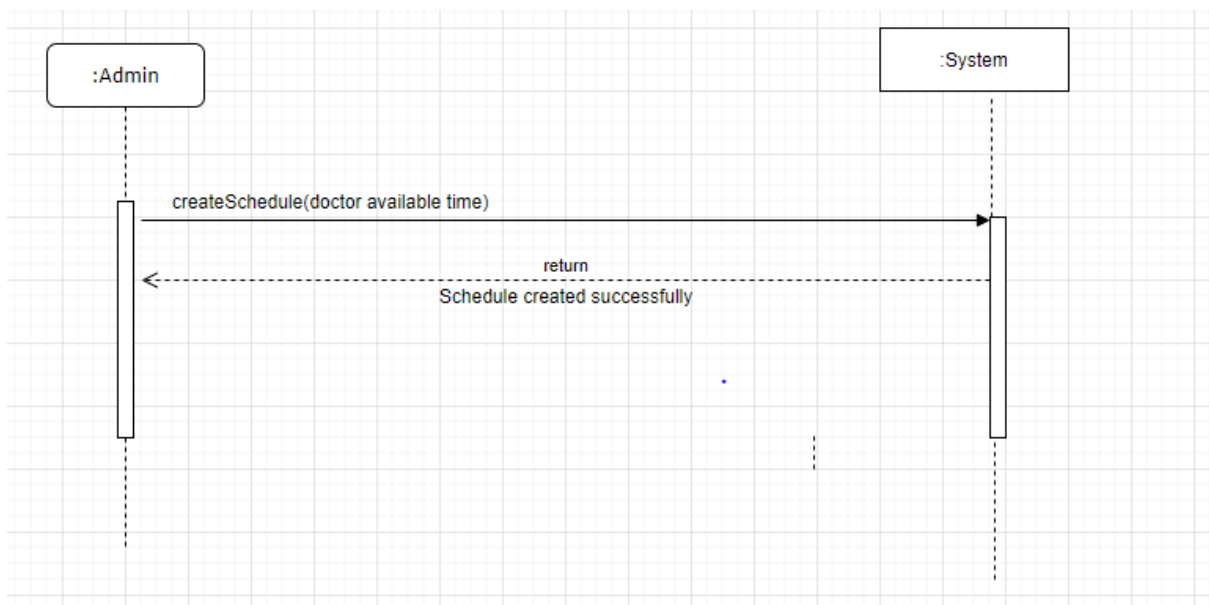 :Admin
:System
createSchedule(doctor available time)
return
Schedule created successfully